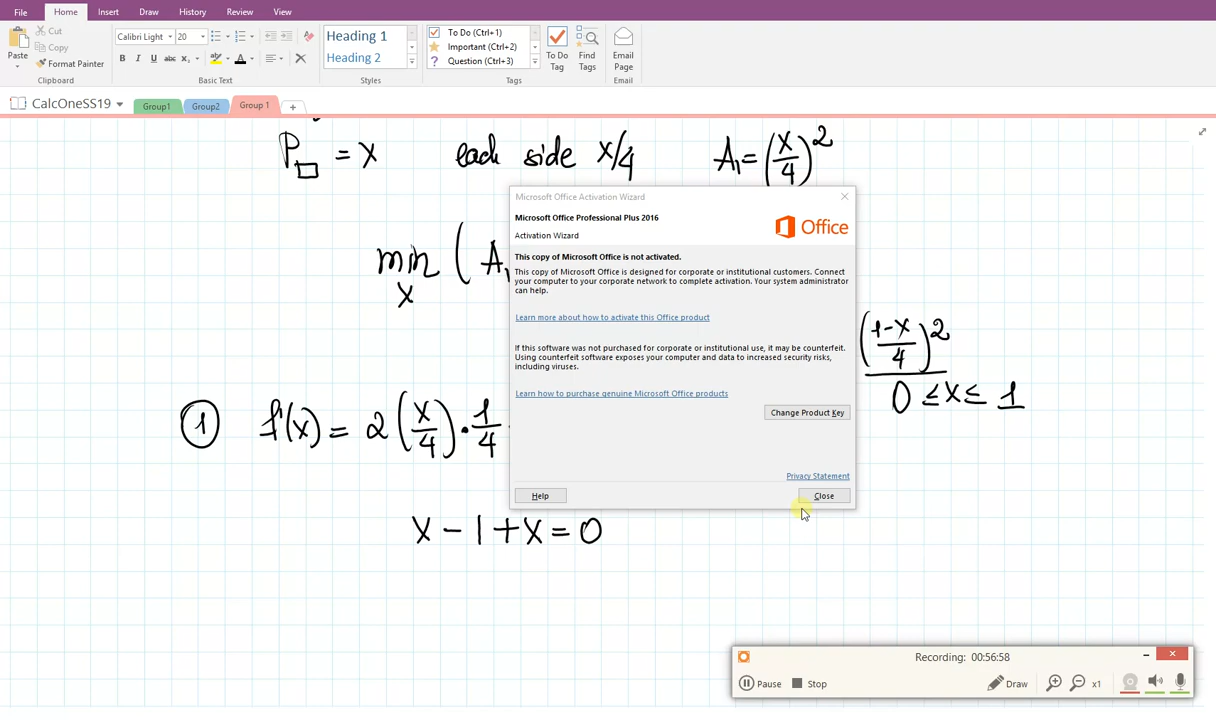 File Home Insert Draw History Review View
Paste Cut Copy Format Painter Clipboard
Calibri Light 20
B I U abc X₂ A
Basic Text
Heading 1
Heading 2
Styles
To Do (Ctrl+1)
Important (Ctrl+2)
? Question (Ctrl+3)
Tags
To Do Tag
Find Tags
Email Page
Email
CalcOneSS19 Group1 Group2 Group 1 +
P□ = x each side x/4 A₁ = (x/4)²
min x ( A₁
Microsoft Office Activation Wizard
Microsoft Office Professional Plus 2016
Activation Wizard
Office
This copy of Microsoft Office is not activated.
This copy of Microsoft Office is designed for corporate or institutional customers. Connect
your computer to your corporate network to complete activation. Your system administrator
can help.
Learn more about how to activate this Office product
If this software was not purchased for corporate or institutional use, it may be counterfeit.
Using counterfeit software exposes your computer and data to increased security risks,
including viruses.
Learn how to purchase genuine Microsoft Office products
Change Product Key
Privacy Statement
Help Close
(1-x/4)²
0 ≤ x ≤ 1
① f'(x) = 2 (x/4) · 1/4
x - 1 + x = 0
Recording: 00:56:58
Pause Stop Draw x1